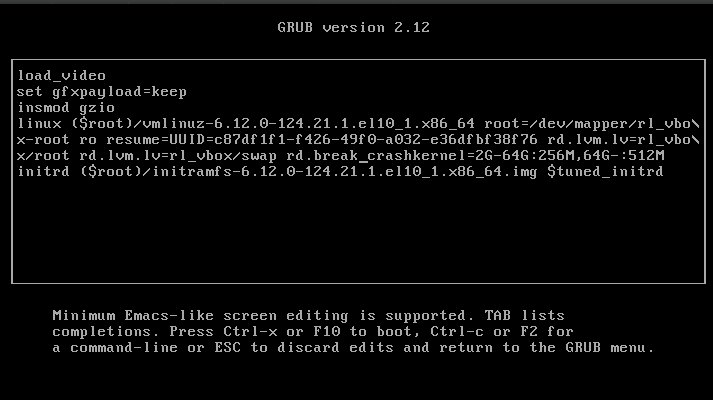 GRUB version 2.12
load_video
set gfxpayload=keep
insmod gzio
linux ($root)/vmlinuz-6.12.0-124.21.1.el10_1.x86_64 root=/dev/mapper/rl_vbo\
x-root ro resume=UUID=c87df1f1-f426-49f0-a032-e36dfbf38f76 rd.lvm.lv=rl_vbo\
x/root rd.lvm.lv=rl_vbox/swap rd.break_crashkernel=2G-64G:256M,64G-:512M
initrd ($root)/initramfs-6.12.0-124.21.1.el10_1.x86_64.img $tuned_initrd
Minimum Emacs-like screen editing is supported. TAB lists
completions. Press Ctrl-x or F10 to boot, Ctrl-c or F2 for
a command-line or ESC to discard edits and return to the GRUB menu.